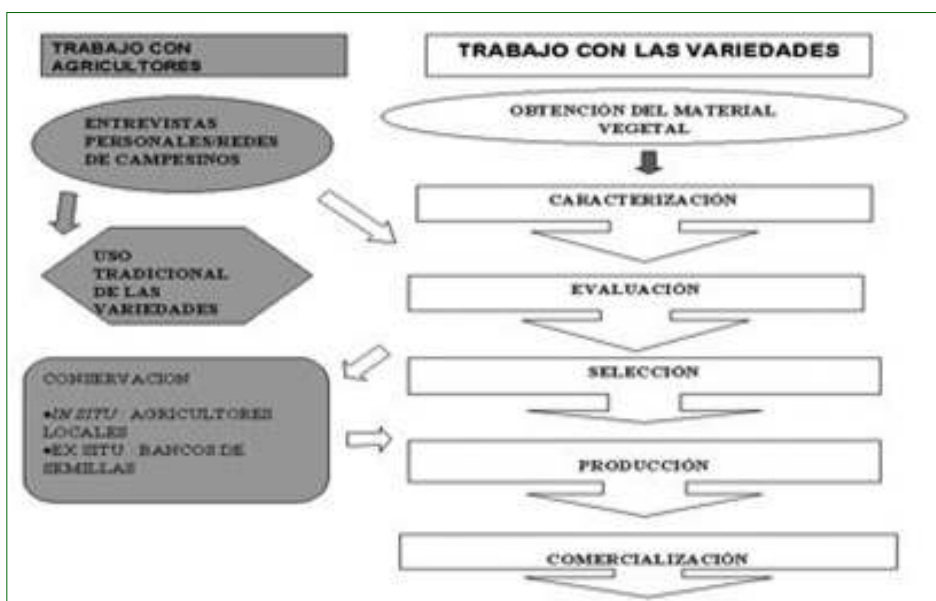 TRABAJO CON
AGRICULTORES
ENTREVISTAS
PERSONALES/REDES
DE CAMPESINOS
USO
TRADICIONAL
DE LAS
VARIEDADES
CONSERVACION
•IN SITU : AGRICULTORES
LOCALES
•EX SITU : BANCOS DE
SEMILLAS
TRABAJO CON LAS VARIEDADES
OBTENCIÓN DEL MATERIAL
VEGETAL
CARACTERIZACIÓN
EVALUACIÓN
SELECCIÓN
PRODUCCIÓN
COMERCIALIZACIÓN